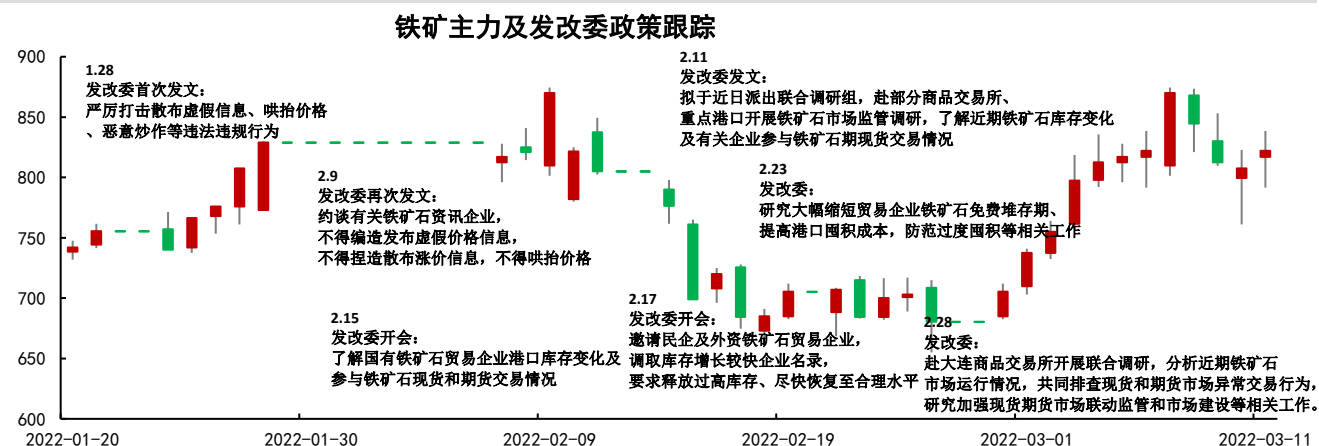 铁矿主力及发改委政策跟踪
900
850
800
750
700
650
600
1.28
发改委首次发文：
严厉打击散布虚假信息、哄抬价格
、恶意炒作等违法违规行为
2.9
发改委再次发文：
约谈有关铁矿石资讯企业，
不得编造发布虚假价格信息，
不得捏造散布涨价信息，不得哄抬价格
2.15
发改委开会：
了解国有铁矿石贸易企业港口库存变化及
参与铁矿石现货和期货交易情况
2.11
发改委发文：
拟于近日派出联合调研组，赴部分商品交易所、
重点港口开展铁矿石市场监管调研，了解近期铁矿石库存变化
及有关企业参与铁矿石期现货交易情况
2.23
发改委：
研究大幅缩短贸易企业铁矿石免费堆存期、
提高港口囤积成本，防范过度囤积等相关工作
2.17
发改委开会：
邀请民企及外资铁矿石贸易企业，
调取库存增长较快企业名录，
要求释放过高库存、尽快恢复至合理水平
2.28
发改委：
赴大连商品交易所开展联合调研，分析近期铁矿石
市场运行情况，共同排查现货和期货市场异常交易行为，
研究加强现货期货市场联动监管和市场建设等相关工作。
2022-01-20
2022-01-30
2022-02-09
2022-02-19
2022-03-01
2022-03-11